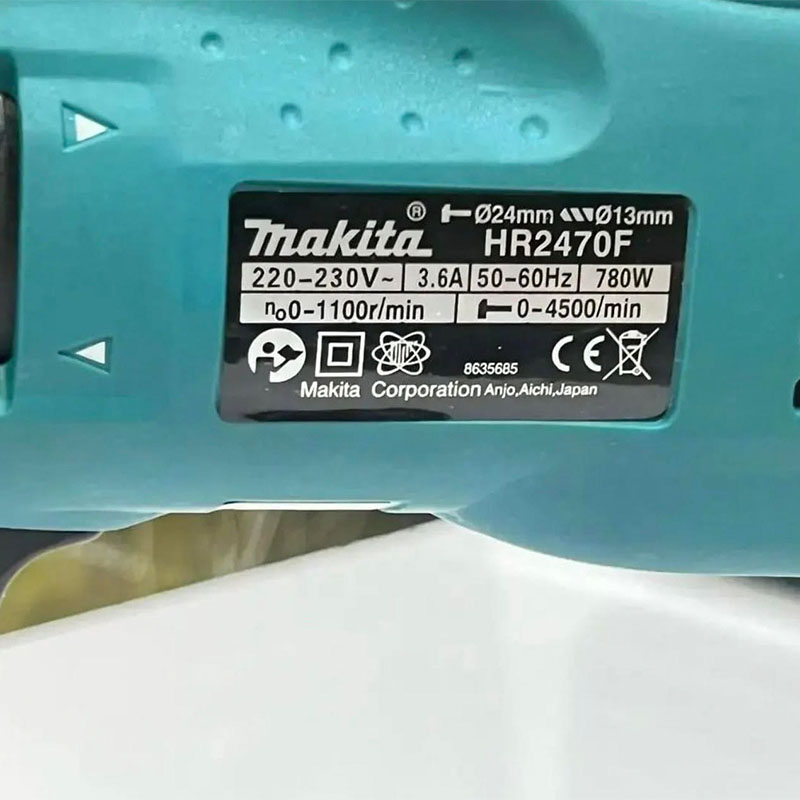 Makita® Ø24mm Ø13mm
HR2470F
220-230V~ 3.6A 50-60Hz 780W
n₀0-1100r/min 0-4500/min
8635685 CE
Makita Corporation Anjo,Aichi,Japan